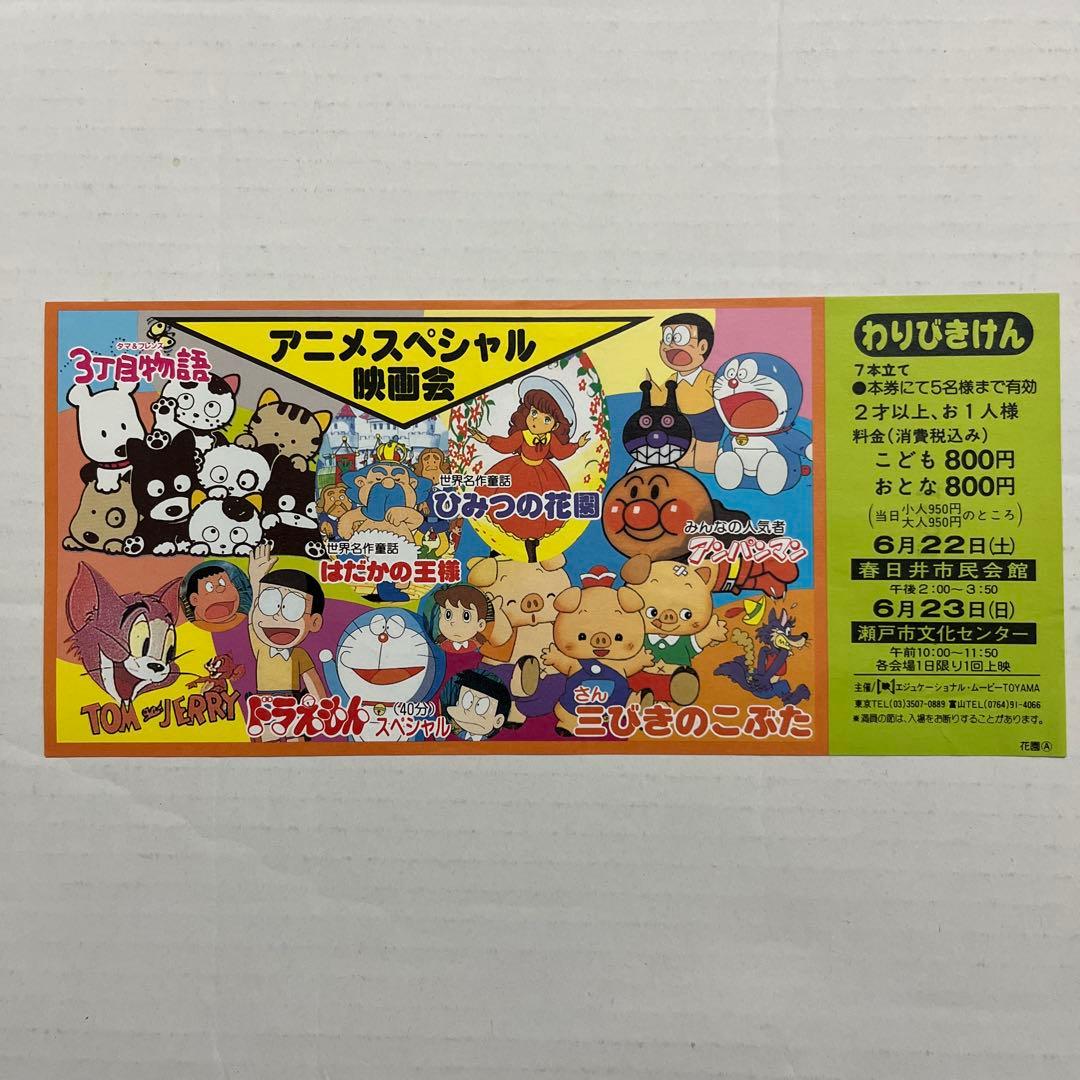 アニメスペシャル
映画会
タマ&フレンズ
3丁目物語
世界名作童話
はだかの王様
世界名作童話
ひみつの花園
みんなの人気者
アンパンマン
TOM and JERRY
ドラえもん(40分)スペシャル
さん
三びきのこぶた
わりびきけん
7本立て
●本券にて5名様まで有効
2才以上、お1人様
料金(消費税込み)
こども 800円
おとな 800円
(当日小人950円
大人950円のところ)
6月22日(土)
春日井市民会館
午後2:00~3:50
6月23日(日)
瀬戸市文化センター
午前10:00~11:50
各会場1日限り1回上映
主催/映エジュケーショナル・ムービーTOYAMA
東京TEL(03)3507-0889 富山TEL(0764)91-4066
※満員の節は、入場をお断りすることがあります。
花園Ⓐ